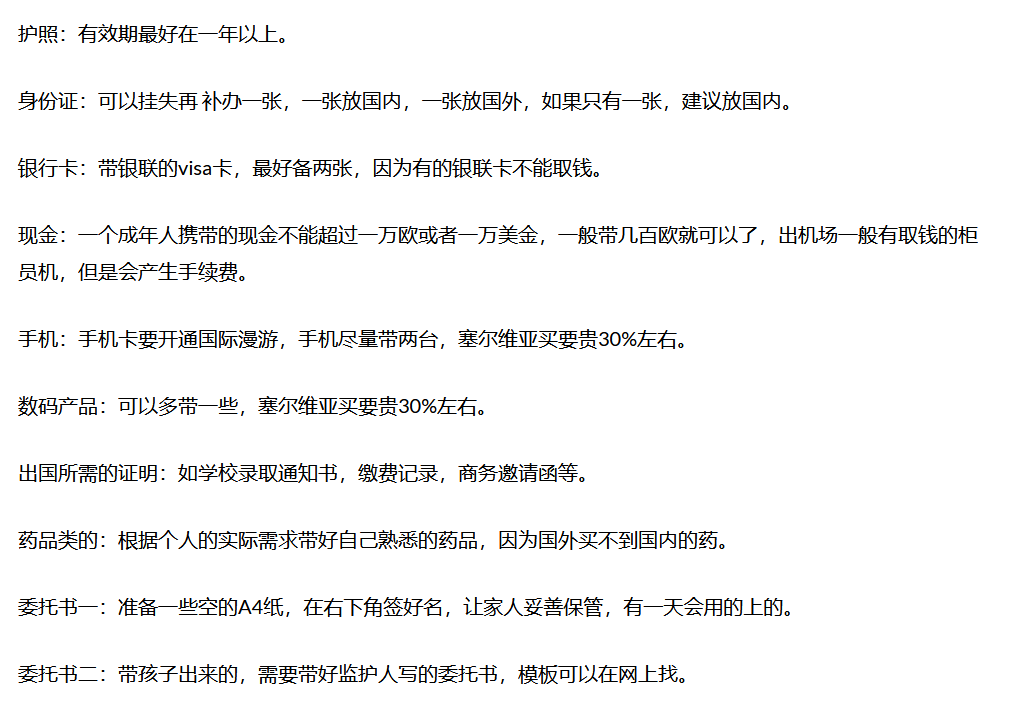 护照：有效期最好在一年以上。
身份证：可以挂失再 补办一张，一张放国内，一张放国外，如果只有一张，建议放国内。
银行卡：带银联的visa卡，最好备两张，因为有的银联卡不能取钱。
现金：一个成年人携带的现金不能超过一万欧或者一万美金，一般带几百欧就可以了，出机场一般有取钱的柜
员机，但是会产生手续费。
手机：手机卡要开通国际漫游，手机尽量带两台，塞尔维亚买要贵30%左右。
数码产品：可以多带一些，塞尔维亚买要贵30%左右。
出国所需的证明：如学校录取通知书，缴费记录，商务邀请函等。
药品类的：根据个人的实际需求带好自己熟悉的药品，因为国外买不到国内的药。
委托书一：准备一些空的A4纸，在右下角签好名，让家人妥善保管，有一天会用的上的。
委托书二：带孩子出来的，需要带好监护人写的委托书，模板可以在网上找。